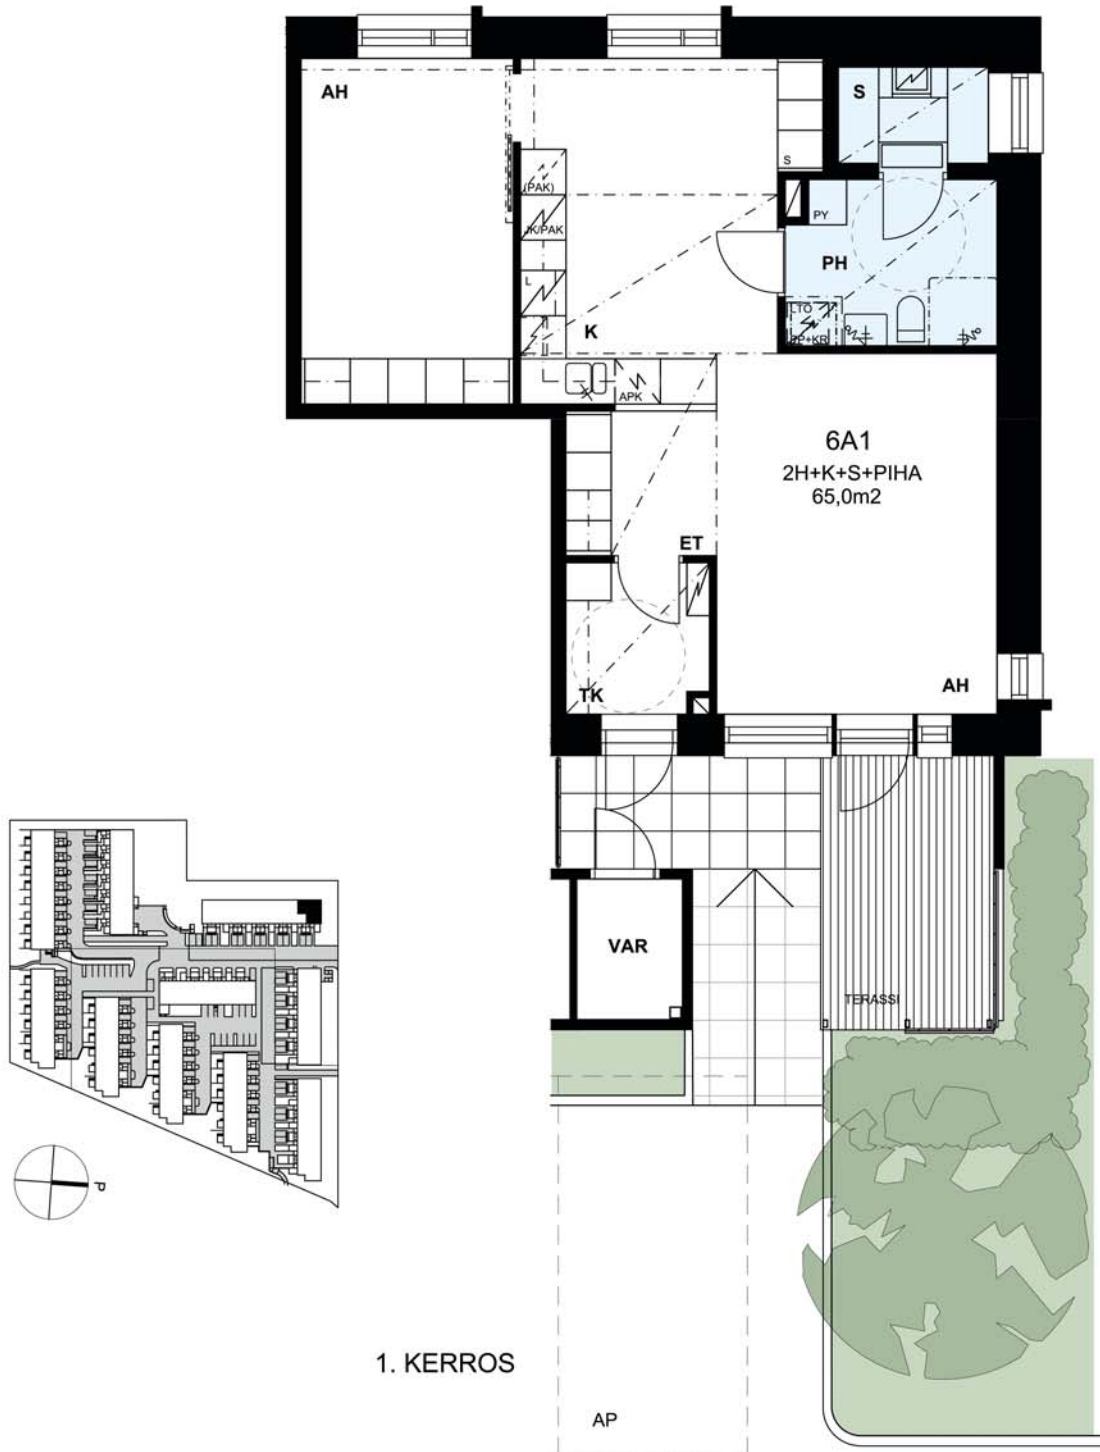 AH
S
S
(PAK)
JK/PAK
PY
PH
L
LTO
K
APK
6A1
2H+K+S+PIHA
65,0m2
ET
TK
AH
VAR
TERASSI
P
1. KERROS
AP